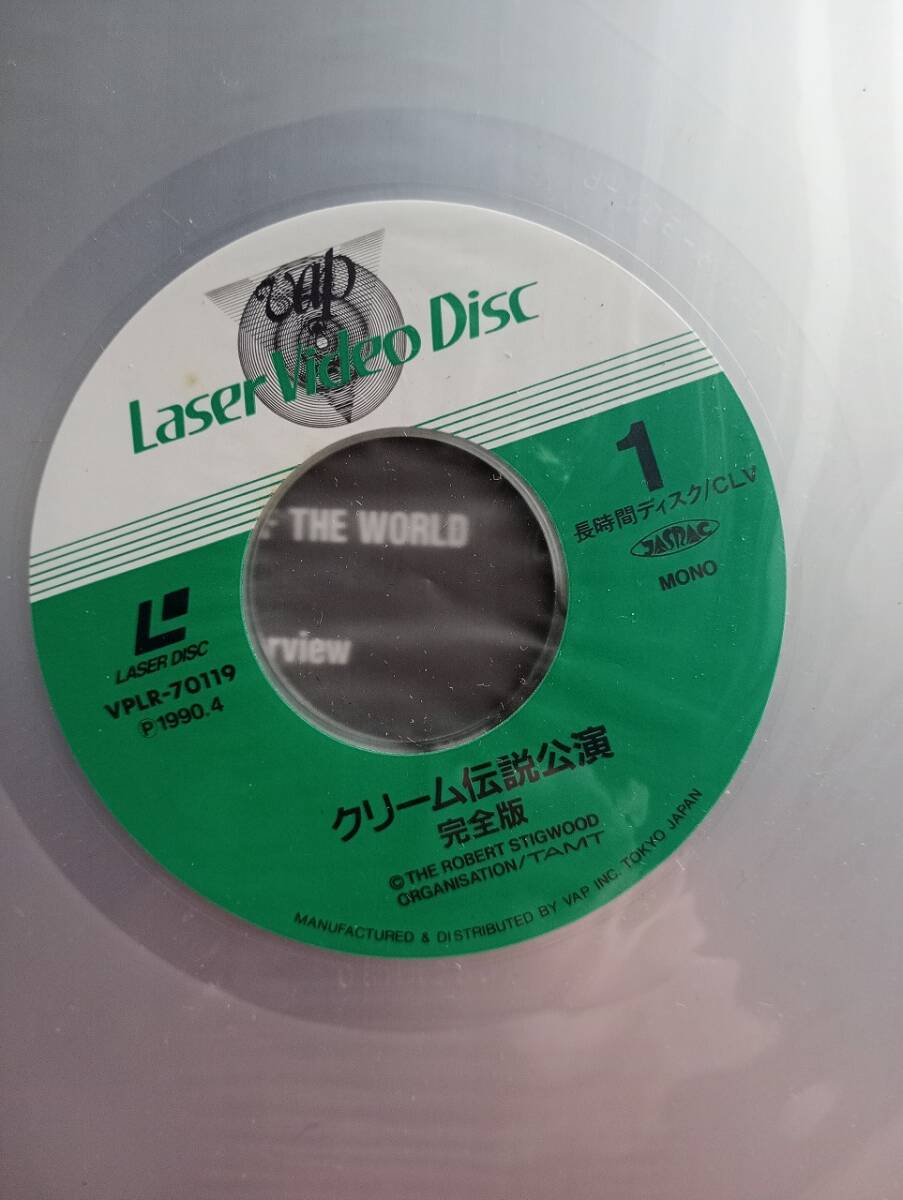 vap
Laser Video Disc
1
長時間ディスク/CLV
JASRAC
MONO
THE WORLD
rview
LASER DISC
VPLR-70119
℗1990.4
クリーム伝説公演
完全版
©THE ROBERT STIGWOOD
ORGANISATION/TAMT
MANUFACTURED & DISTRIBUTED BY VAP INC. TOKYO JAPAN